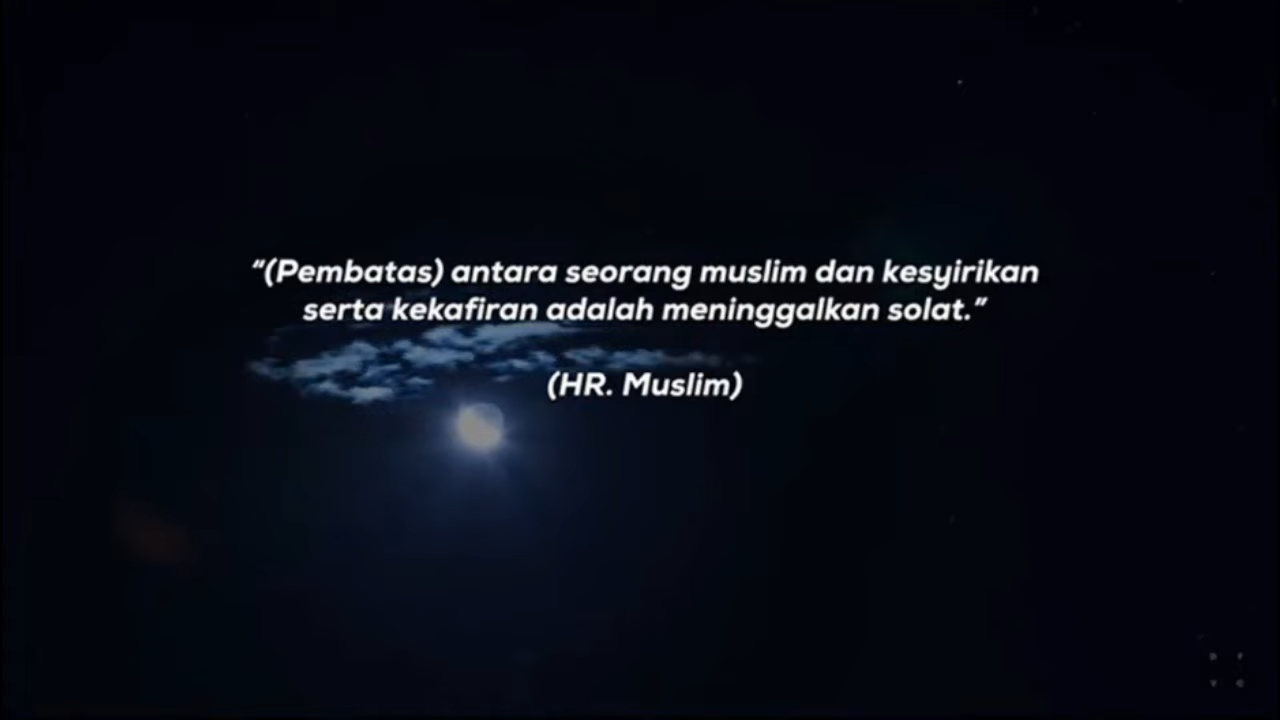 “(Pembatas) antara seorang muslim dan kesyirikan
serta kekafiran adalah meninggalkan solat.”
(HR. Muslim)